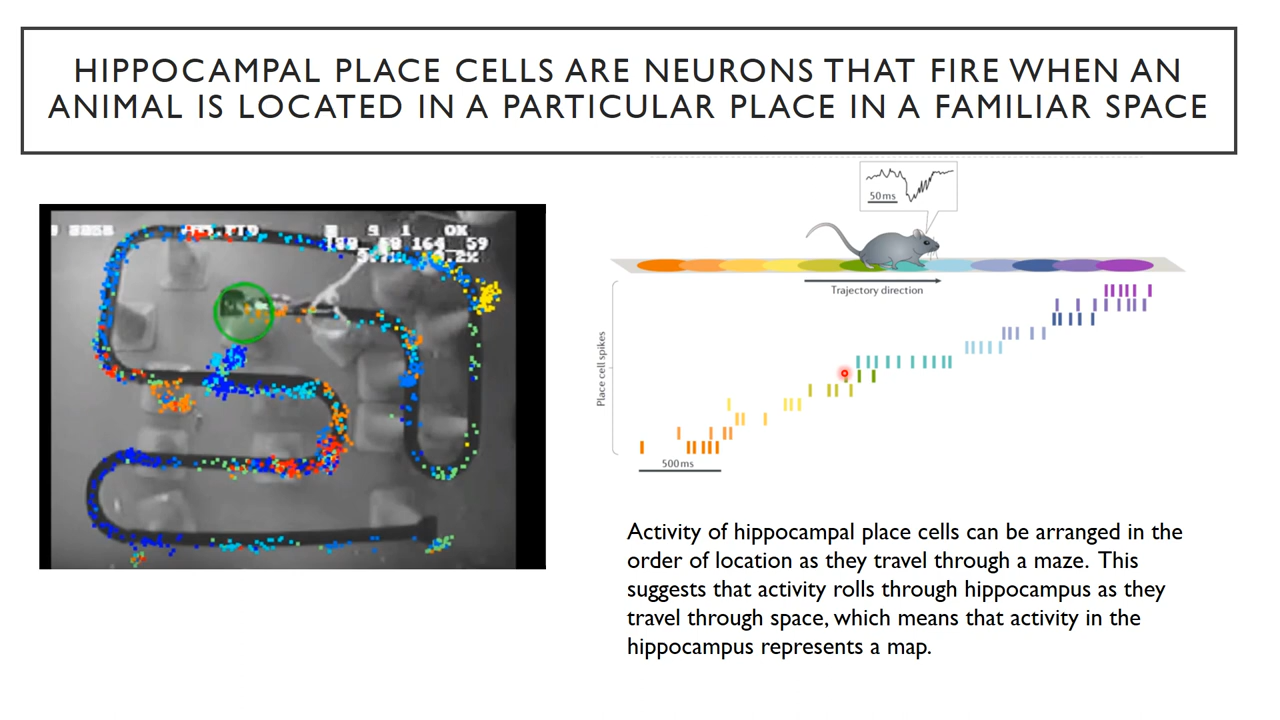 HIPPOCAMPAL PLACE CELLS ARE NEURONS THAT FIRE WHEN AN
ANIMAL IS LOCATED IN A PARTICULAR PLACE IN A FAMILIAR SPACE
OK
50 ms
Trajectory direction
Place cell spikes
500 ms
Activity of hippocampal place cells can be arranged in the
order of location as they travel through a maze. This
suggests that activity rolls through hippocampus as they
travel through space, which means that activity in the
hippocampus represents a map.